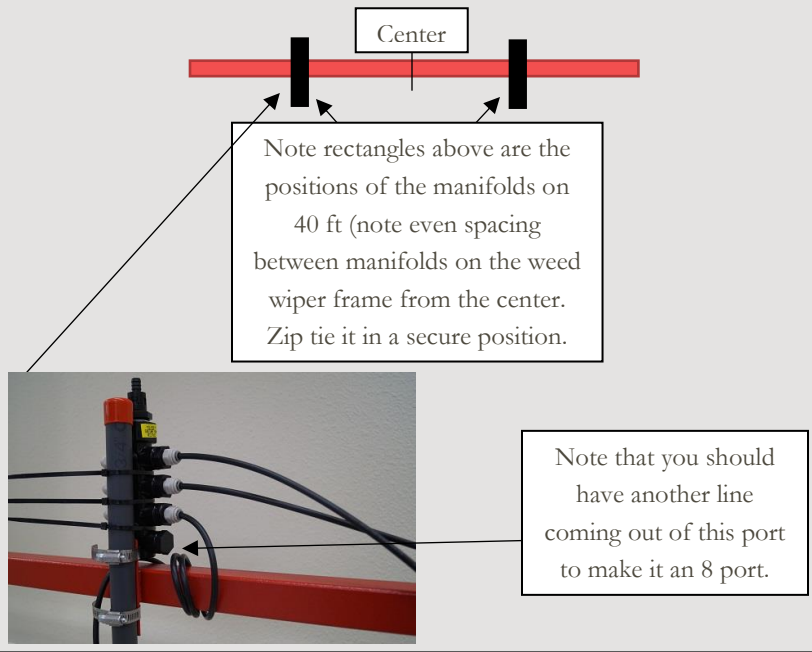 Center
Note rectangles above are the
positions of the manifolds on
40 ft (note even spacing
between manifolds on the weed
wiper frame from the center.
Zip tie it in a secure position.
Note that you should
have another line
coming out of this port
to make it an 8 port.